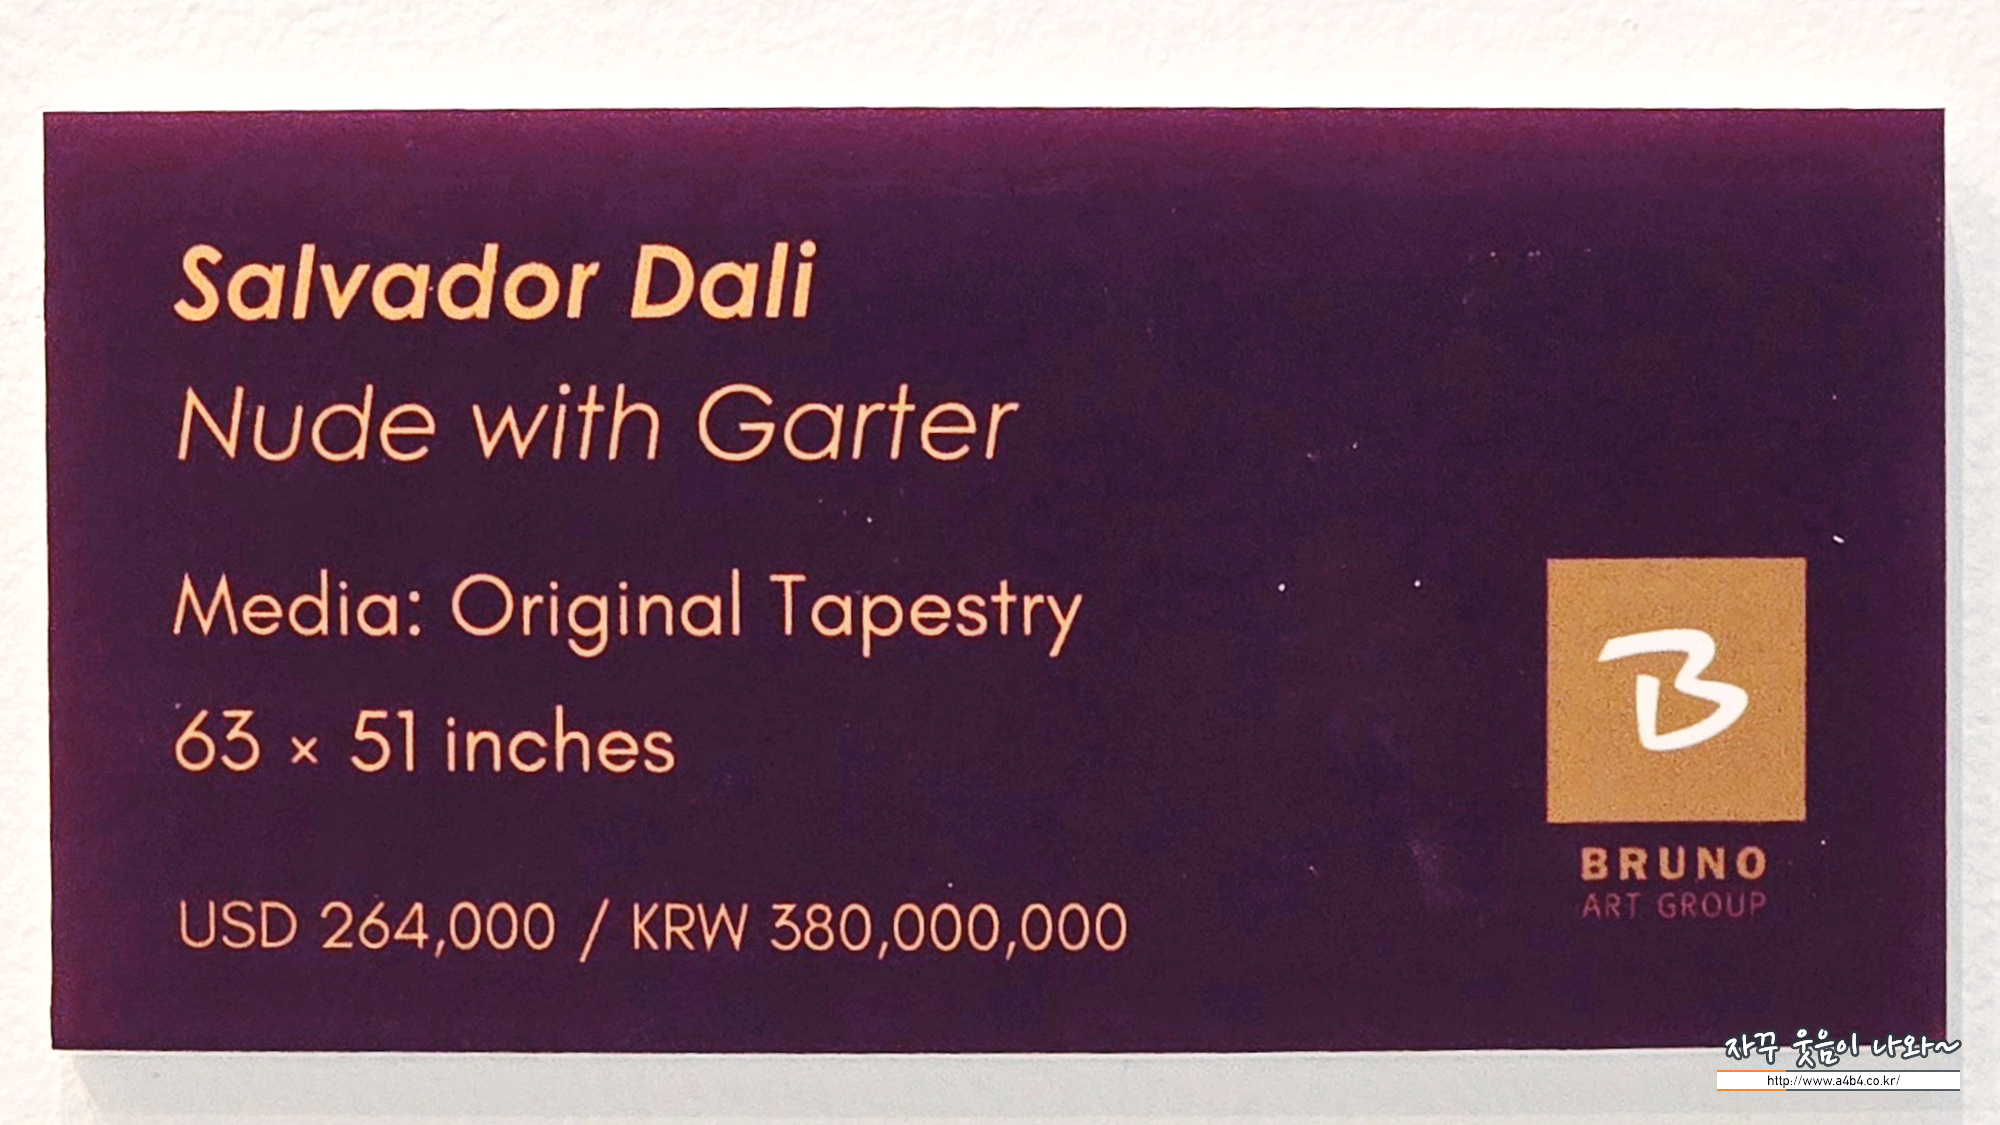 Salvador Dali
Nude with Garter
Media: Original Tapestry
63 × 51 inches
USD 264,000 / KRW 380,000,000
B
BRUNO
ART GROUP
자꾸 웃음이 나와~
http://www.a4b4.co.kr/